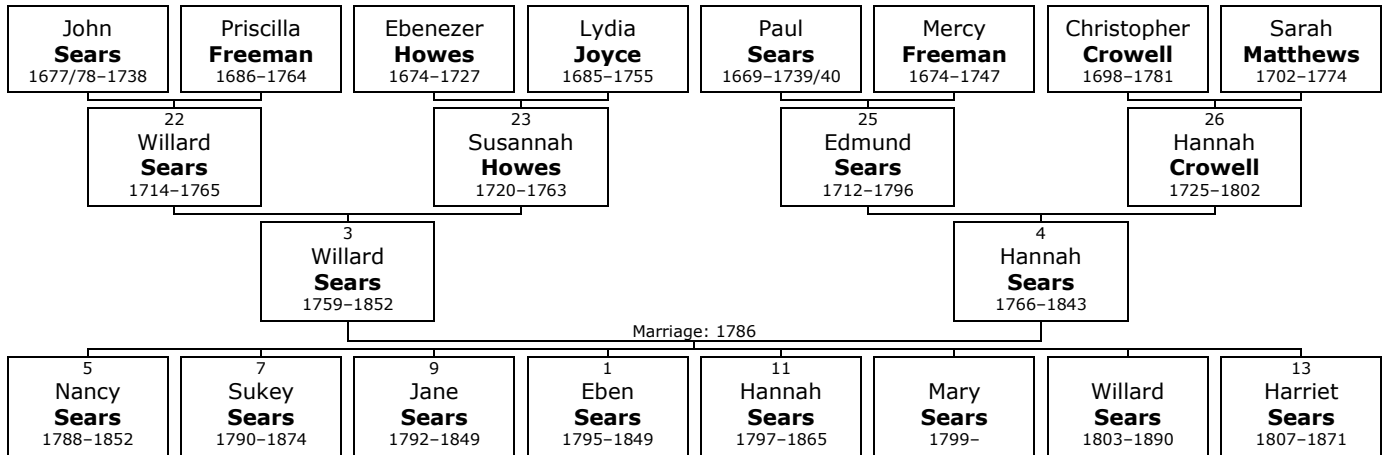 John
Sears
1677/78–1738
Priscilla
Freeman
1686–1764
Ebenezer
Howes
1674–1727
Lydia
Joyce
1685–1755
Paul
Sears
1669–1739/40
Mercy
Freeman
1674–1747
Christopher
Crowell
1698–1781
Sarah
Matthews
1702–1774
22
Willard
Sears
1714–1765
23
Susannah
Howes
1720–1763
25
Edmund
Sears
1712–1796
26
Hannah
Crowell
1725–1802
3
Willard
Sears
1759–1852
4
Hannah
Sears
1766–1843
Marriage: 1786
5
Nancy
Sears
1788–1852
7
Sukey
Sears
1790–1874
9
Jane
Sears
1792–1849
1
Eben
Sears
1795–1849
11
Hannah
Sears
1797–1865
Mary
Sears
1799–
Willard
Sears
1803–1890
13
Harriet
Sears
1807–1871